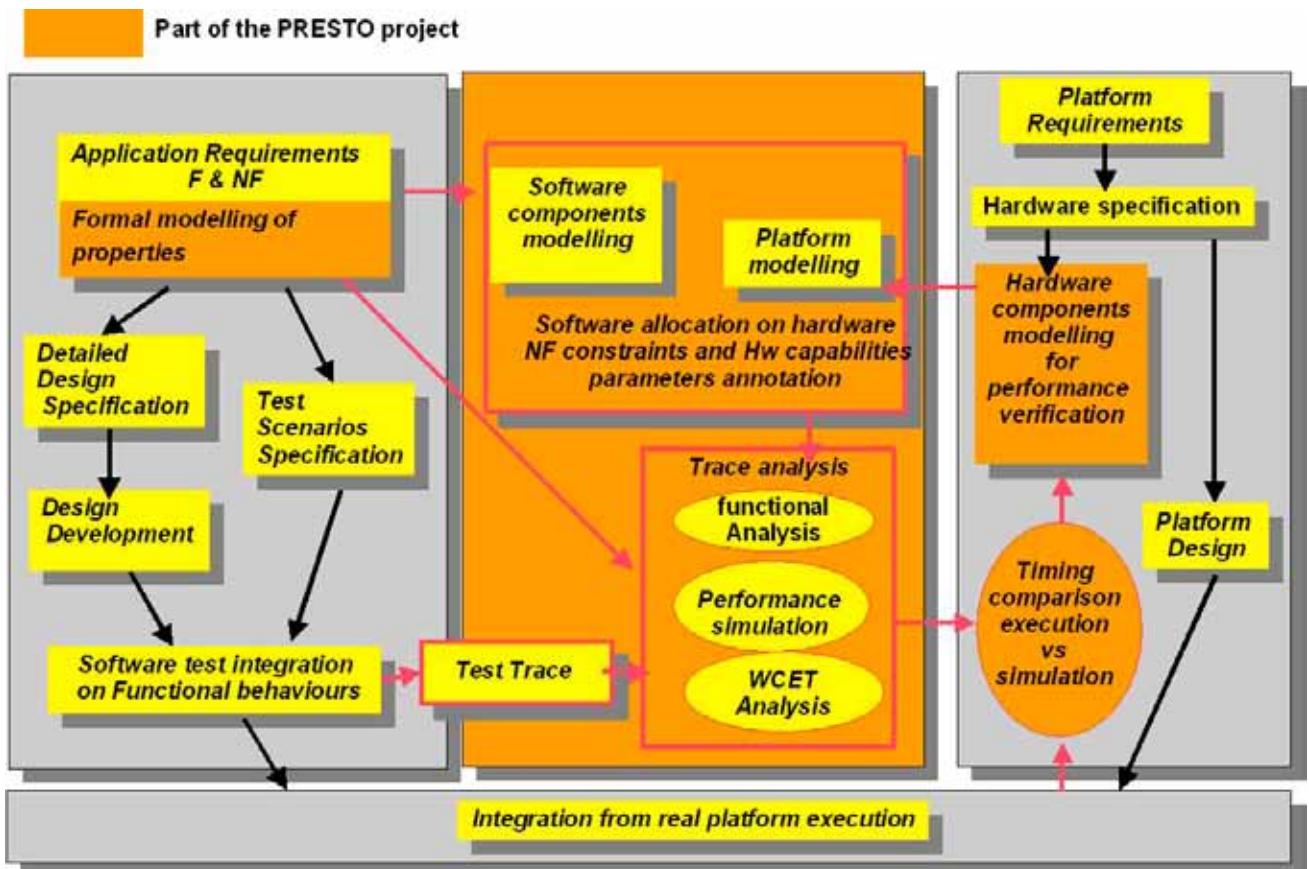 Part of the PRESTO project
Application Requirements
F & NF
Formal modelling of
properties
Detailed
Design
Specification
Test
Scenarios
Specification
Design
Development
Software test integration
on Functional behaviours
Test Trace
Software
components
modelling
Platform
modelling
Software allocation on hardware
NF constraints and Hw capabilities
parameters annotation
Trace analysis
functional
Analysis
Performance
simulation
WCET
Analysis
Platform
Requirements
Hardware specification
Hardware
components
modelling
for
performance
verification
Platform
Design
Timing
comparison
execution
vs
simulation
Integration from real platform execution